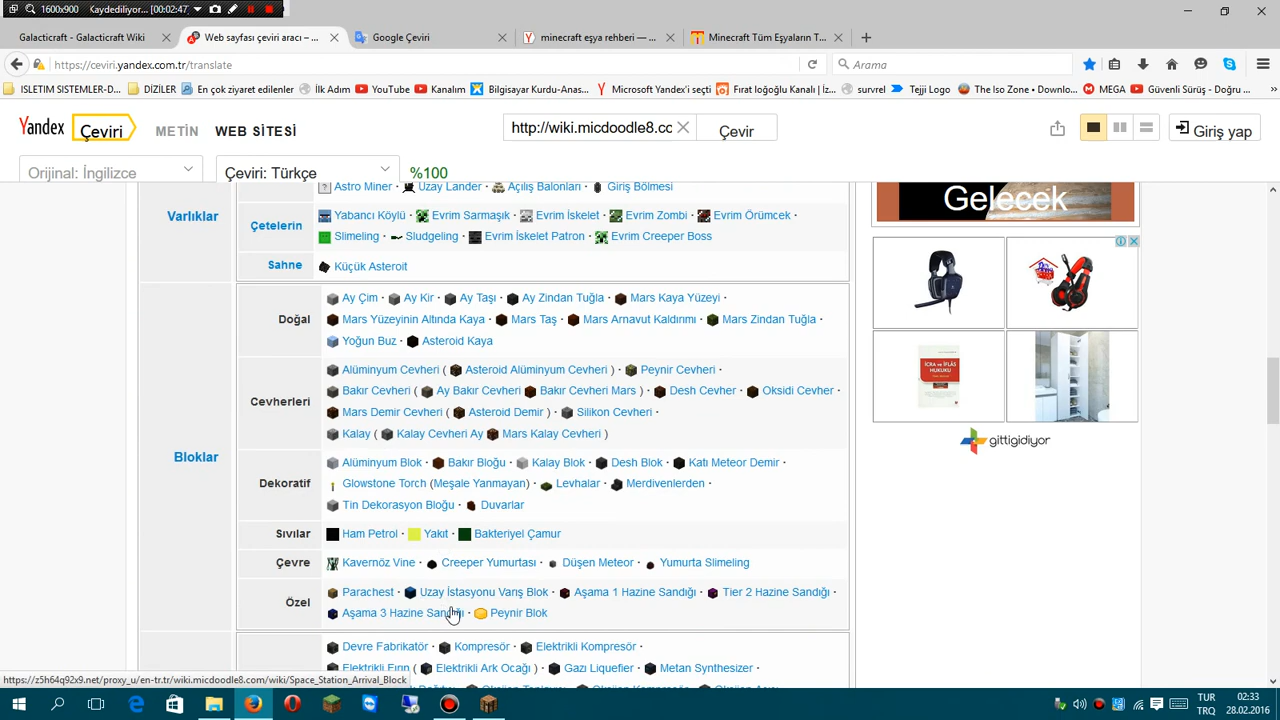 1600x900 Kaydediliyor... [00:02:47]
Galacticraft - Galacticraft Wiki
Web sayfası çeviri aracı — ...
Google Çeviri
minecraft eşya rehberi — ...
Minecraft Tüm Eşyaların T...
https://ceviri.yandex.com.tr/translate
Arama
ISLETIM SISTEMLER-D...
DİZİLER
En çok ziyaret edilenler
İlk Adım
YouTube
Kanalım
Bilgisayar Kurdu-Anas...
Microsoft Yandex'i seçti
Fırat loğoğlu Kanalı | İz...
survrel
Tejji Logo
The Iso Zone • Downlo...
MEGA
Güvenli Sürüş - Doğru ...
Yandex Çeviri
METİN
WEB SİTESİ
http://wiki.micdoodle8.cc
Çevir
Giriş yap
Orijinal: İngilizce
Çeviri: Türkçe
%100
Astro Miner · Uzay Lander · Açılış Balonları · Giriş Bölmesi
Varlıklar
Çetelerin
Yabancı Köylü · Evrim Sarmaşık · Evrim İskelet · Evrim Zombi · Evrim Örümcek ·
Slimeling · Sludgeling · Evrim İskelet Patron · Evrim Creeper Boss
Sahne
Küçük Asteroit
Bloklar
Doğal
Ay Çim · Ay Kir · Ay Taşı · Ay Zindan Tuğla · Mars Kaya Yüzeyi ·
Mars Yüzeyinin Altında Kaya · Mars Taş · Mars Arnavut Kaldırımı · Mars Zindan Tuğla ·
Yoğun Buz · Asteroid Kaya
Cevherleri
Alüminyum Cevheri ( Asteroid Alüminyum Cevheri ) · Peynir Cevheri ·
Bakır Cevheri ( Ay Bakır Cevheri · Bakır Cevheri Mars ) · Desh Cevher · Oksidi Cevher ·
Mars Demir Cevheri ( Asteroid Demir ) · Silikon Cevheri ·
Kalay ( Kalay Cevheri Ay · Mars Kalay Cevheri )
Dekoratif
Alüminyum Blok · Bakır Bloğu · Kalay Blok · Desh Blok · Katı Meteor Demir ·
Glowstone Torch (Meşale Yanmayan) · Levhalar · Merdivenlerden ·
Tin Dekorasyon Bloğu · Duvarlar
Sıvılar
Ham Petrol · Yakıt · Bakteriyel Çamur
Çevre
Kavernöz Vine · Creeper Yumurtası · Düşen Meteor · Yumurta Slimeling
Özel
Parachest · Uzay İstasyonu Varış Blok · Aşama 1 Hazine Sandığı · Tier 2 Hazine Sandığı ·
Aşama 3 Hazine Sandığı · Peynir Blok
Devre Fabrikatör · Kompresör · Elektrikli Kompresör ·
Elektrikli Fırın ( Elektrikli Ark Ocağı ) · Gazı Liquefier · Metan Synthesizer ·
Gelecek
İCRA ve İFLÂS
HUKUKU
gittigidiyor
https://z5h64q92x9.net/proxy_u/en-tr.tr/wiki.micdoodle8.com/wiki/Space_Station_Arrival_Block
TUR
TRQ
02:33
28.02.2016